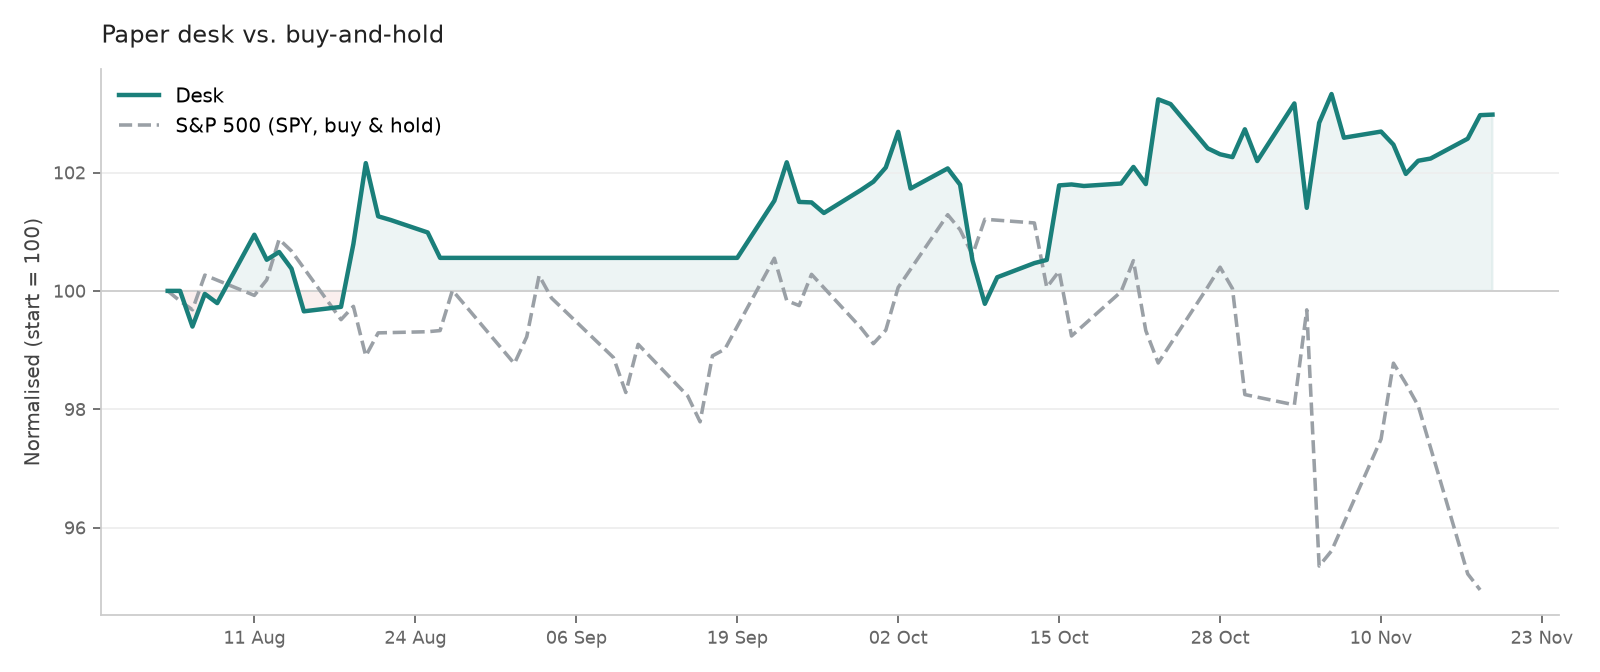 Paper desk vs. buy-and-hold
Desk
S&P 500 (SPY, buy & hold)
Normalised (start = 100)
102
100
98
96
11 Aug
24 Aug
06 Sep
19 Sep
02 Oct
15 Oct
28 Oct
10 Nov
23 Nov